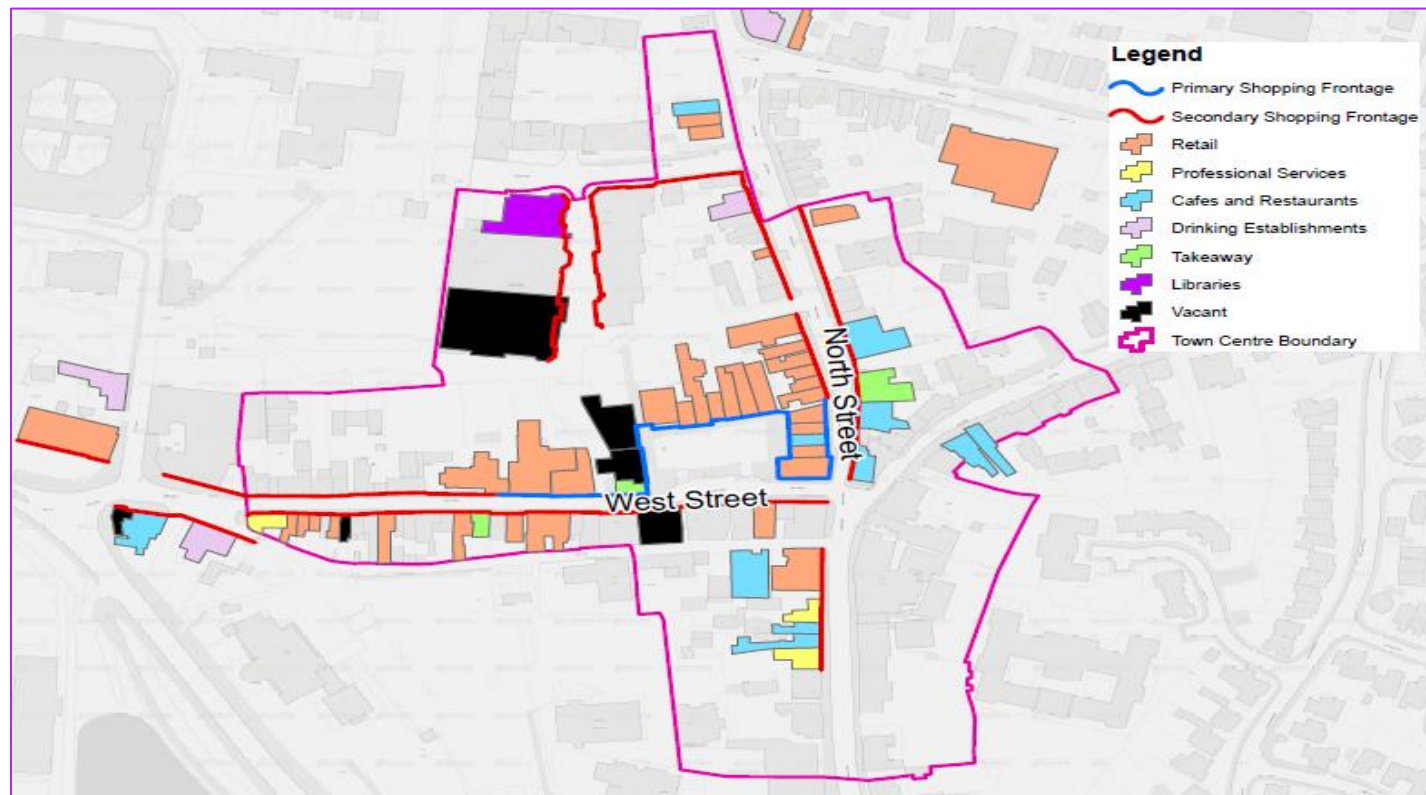 Legend
Primary Shopping Frontage
Secondary Shopping Frontage
Retail
Professional Services
Cafes and Restaurants
Drinking Establishments
Takeaway
Libraries
Vacant
Town Centre Boundary
North Street
West Street